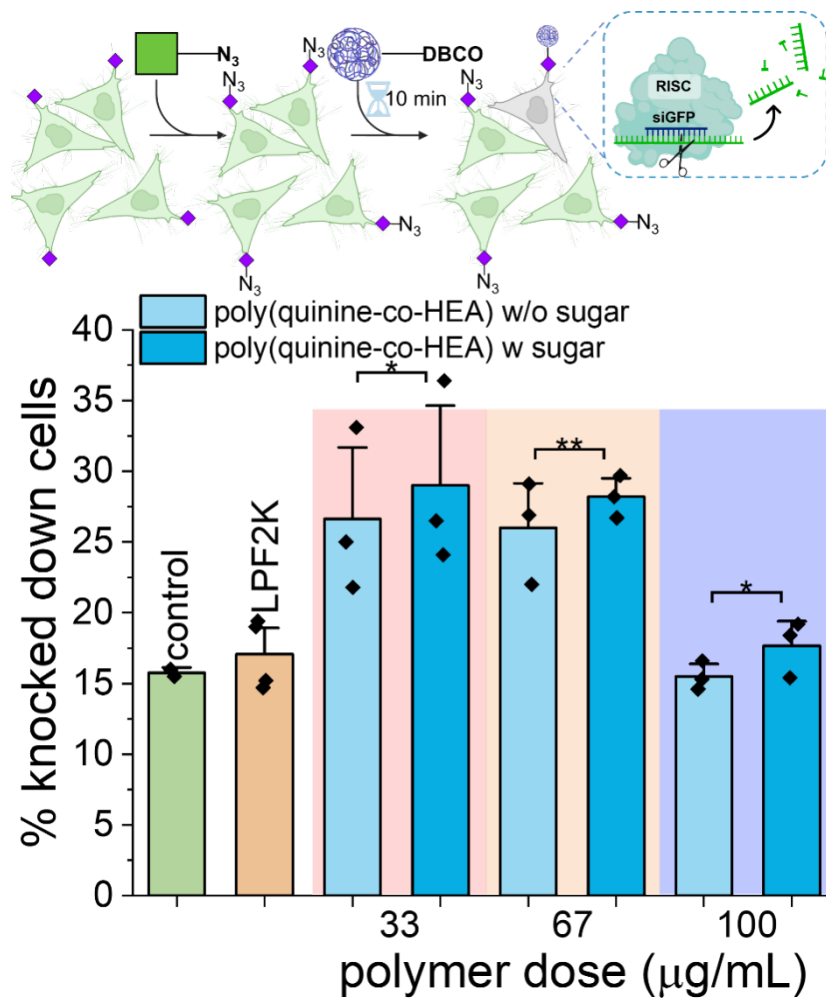 N₃
N₃
N₃
DBCO
10 min
N₃
N₃
N₃
N₃
N₃
RISC
siGFP
poly(quinine-co-HEA) w/o sugar
poly(quinine-co-HEA) w sugar
% knocked down cells
40
35
30
25
20
15
10
5
0
control
LPF2K
*
**
*
33
67
100
polymer dose (μg/mL)